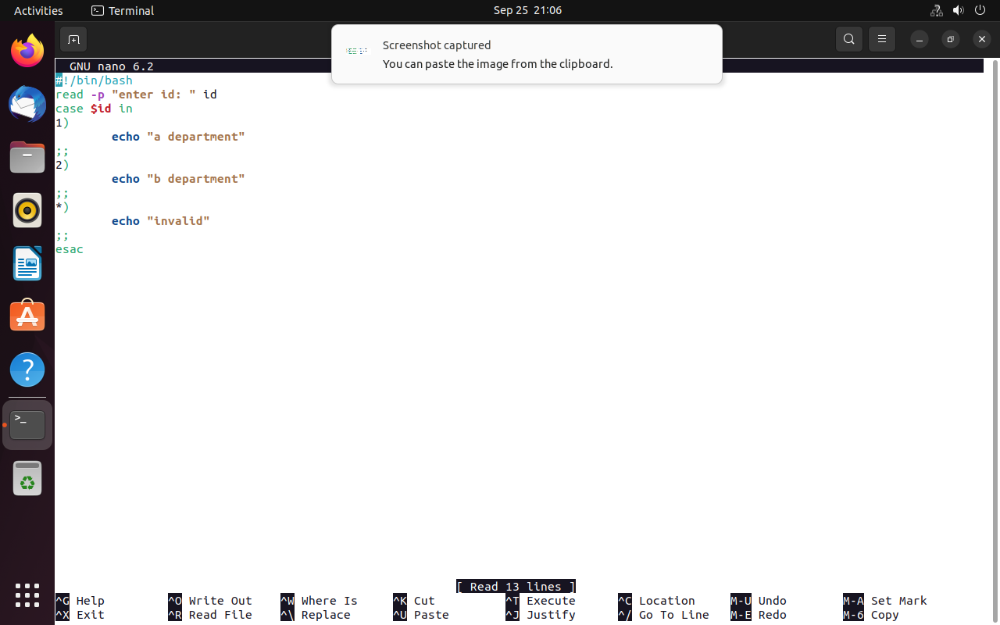 Activities Terminal Sep 25 21:06
Screenshot captured
You can paste the image from the clipboard.
GNU nano 6.2
#!/bin/bash
read -p "enter id: " id
case $id in
1)
echo "a department"
;;
2)
echo "b department"
;;
*)
echo "invalid"
;;
esac
[ Read 13 lines ]
^G Help ^O Write Out ^W Where Is ^K Cut ^T Execute ^C Location M-U Undo M-A Set Mark
^X Exit ^R Read File ^\ Replace ^U Paste ^J Justify ^/ Go To Line M-E Redo M-6 Copy